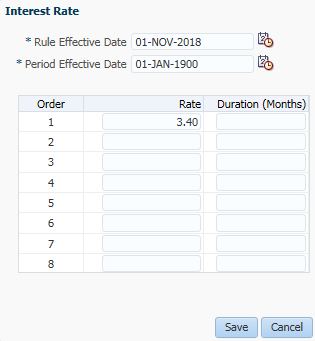 Interest Rate
* Rule Effective Date 01-NOV-2018
* Period Effective Date 01-JAN-1900
Order Rate Duration (Months)
1 3.40
2
3
4
5
6
7
8
Save Cancel